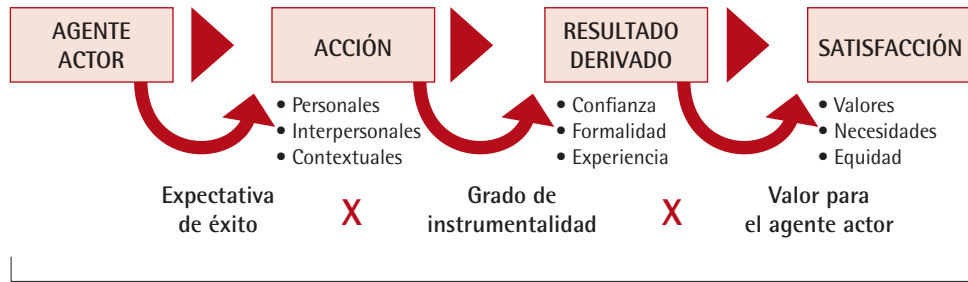 AGENTE
ACTOR
ACCIÓN
RESULTADO
DERIVADO
SATISFACCIÓN
• Personales
• Interpersonales
• Contextuales
• Confianza
• Formalidad
• Experiencia
• Valores
• Necesidades
• Equidad
Expectativa
de éxito
X
Grado de
instrumentalidad
X
Valor para
el agente actor